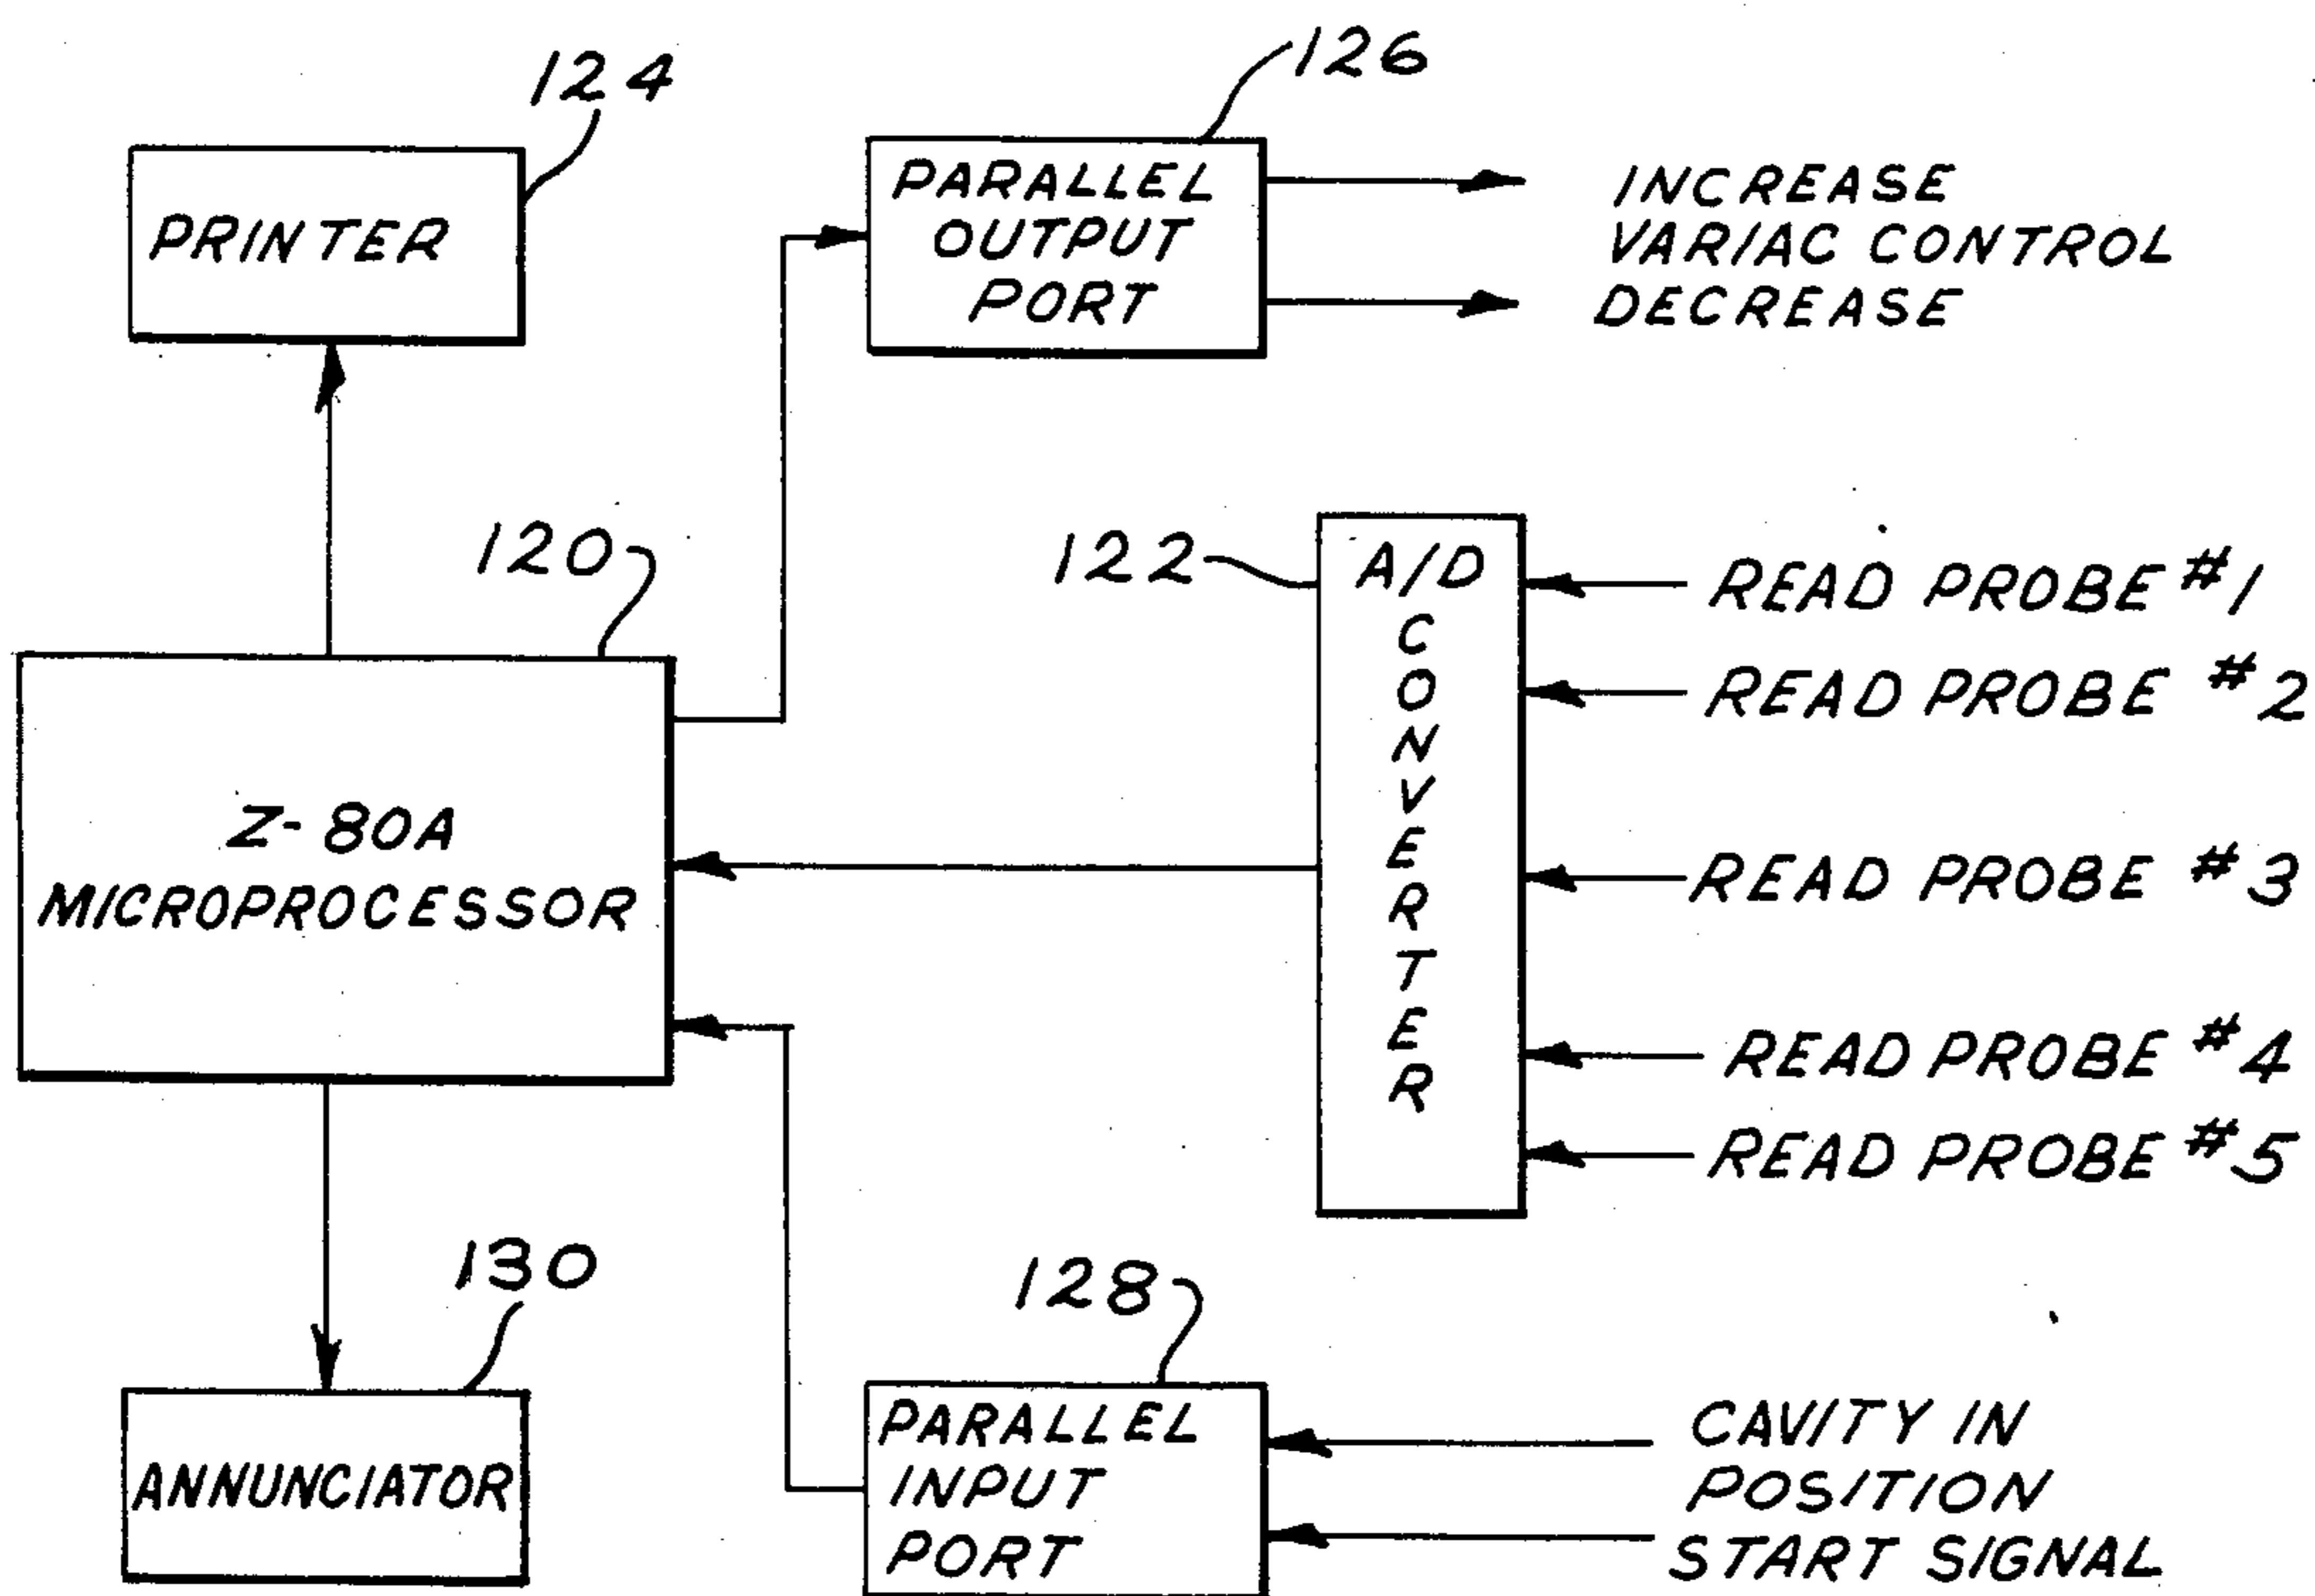 124
PRINTER
126
PARALLEL
OUTPUT
PORT
INCREASE
VARIAC CONTROL
DECREASE
120
Z-80A
MICROPROCESSOR
122
A/D
CONVERTER
READ PROBE #1
READ PROBE #2
READ PROBE #3
READ PROBE #4
READ PROBE #5
130
ANNUNCIATOR
128
PARALLEL
INPUT
PORT
CAVITY IN
POSITION
START SIGNAL